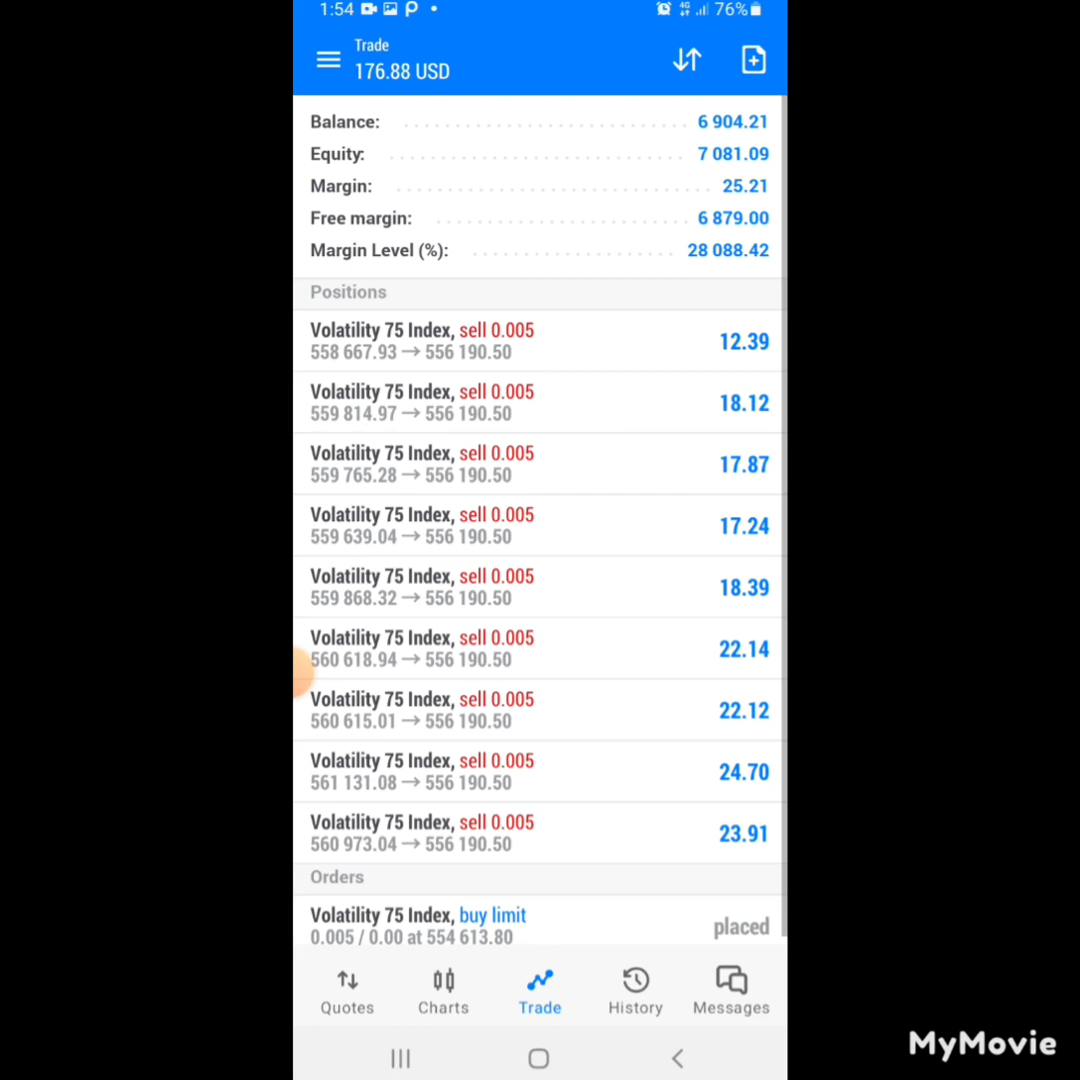 1:54 4G 76%
Trade
176.88 USD
Balance: 6 904.21
Equity: 7 081.09
Margin: 25.21
Free margin: 6 879.00
Margin Level (%): 28 088.42
Positions
Volatility 75 Index, sell 0.005
558 667.93 → 556 190.50 12.39
Volatility 75 Index, sell 0.005
559 814.97 → 556 190.50 18.12
Volatility 75 Index, sell 0.005
559 765.28 → 556 190.50 17.87
Volatility 75 Index, sell 0.005
559 639.04 → 556 190.50 17.24
Volatility 75 Index, sell 0.005
559 868.32 → 556 190.50 18.39
Volatility 75 Index, sell 0.005
560 618.94 → 556 190.50 22.14
Volatility 75 Index, sell 0.005
560 615.01 → 556 190.50 22.12
Volatility 75 Index, sell 0.005
561 131.08 → 556 190.50 24.70
Volatility 75 Index, sell 0.005
560 973.04 → 556 190.50 23.91
Orders
Volatility 75 Index, buy limit
0.005 / 0.00 at 554 613.80 placed
Quotes Charts Trade History Messages
MyMovie